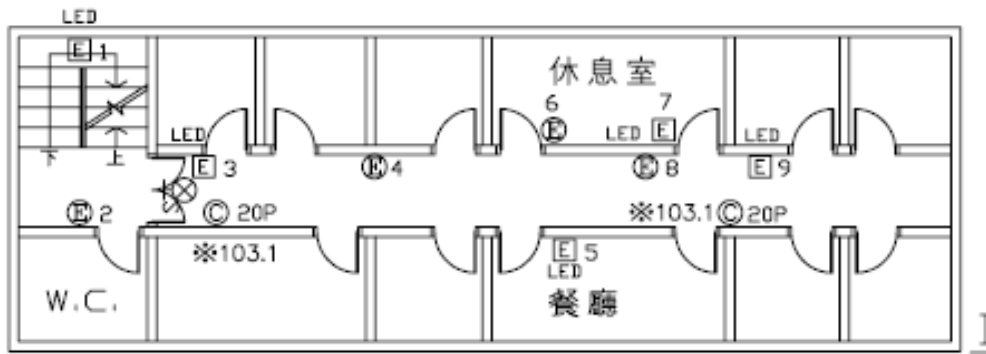 LED
E 1
休息室
6
7
E
LED E
LED
LED
E 3
E 4
E 8
E 9
下
上
E 2
C 20P
※103.1 C 20P
※103.1
E 5
LED
W.C.
餐廳